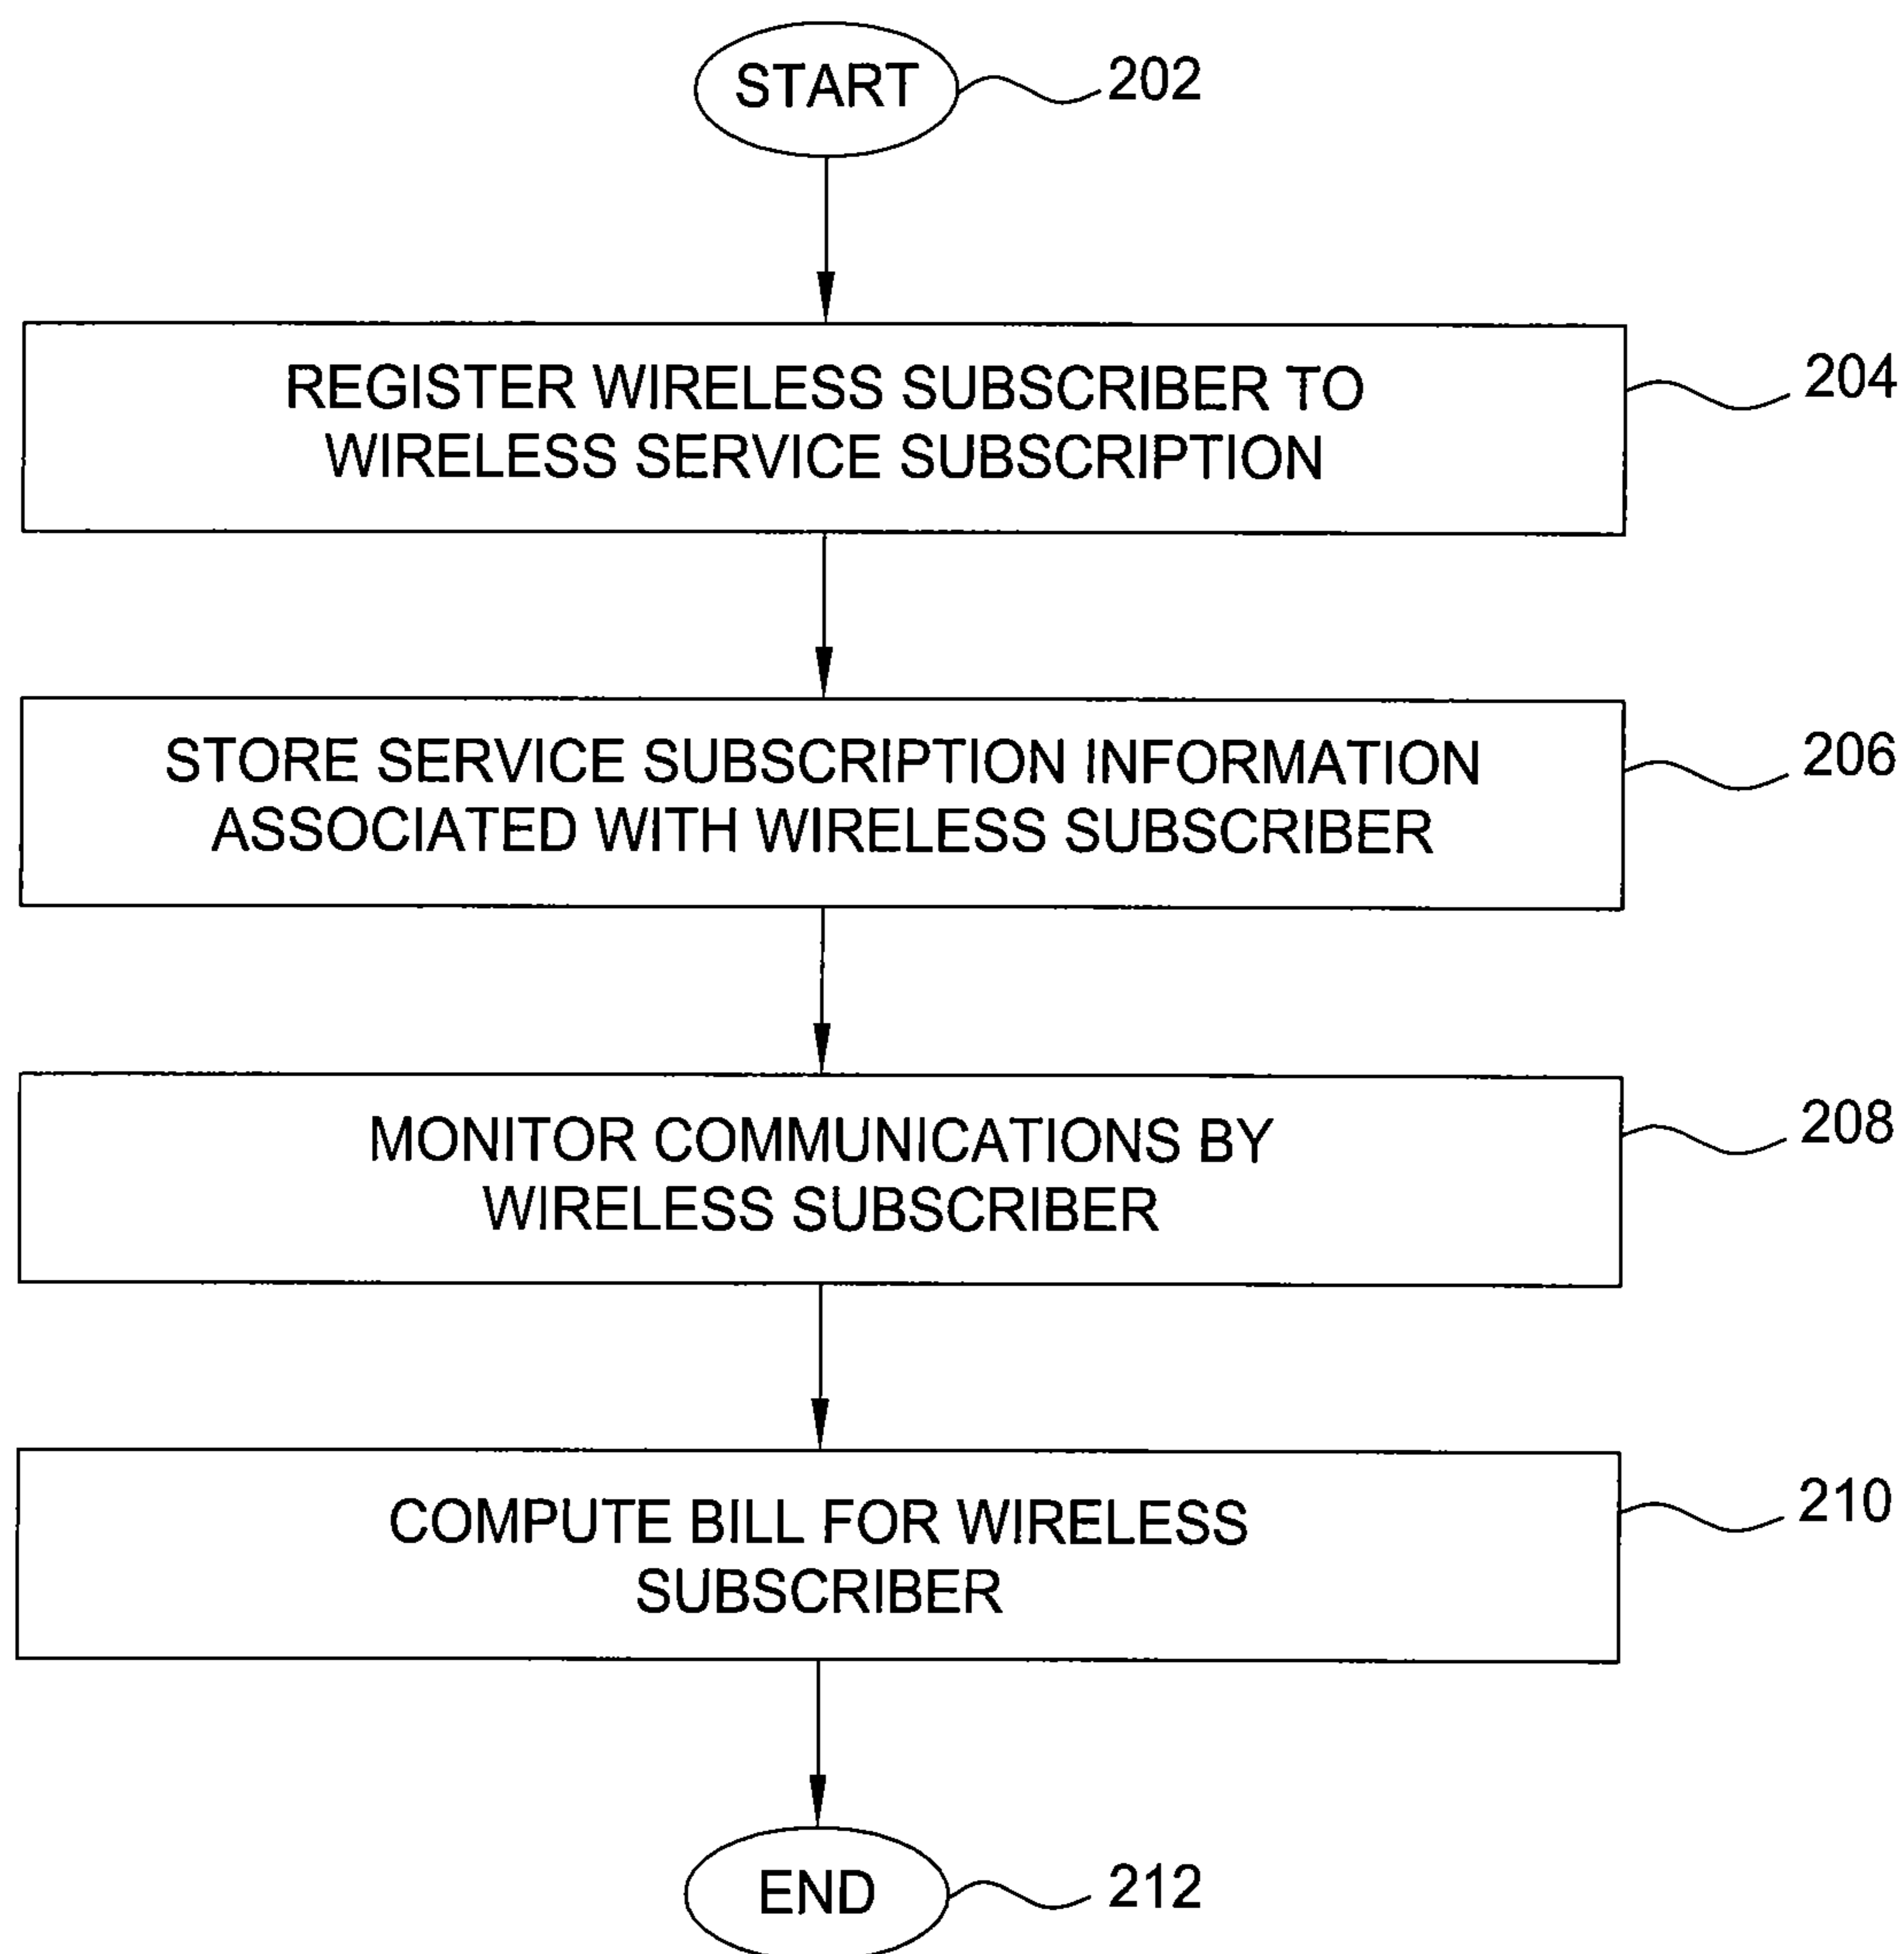 START
202
REGISTER WIRELESS SUBSCRIBER TO
WIRELESS SERVICE SUBSCRIPTION
204
STORE SERVICE SUBSCRIPTION INFORMATION
ASSOCIATED WITH WIRELESS SUBSCRIBER
206
MONITOR COMMUNICATIONS BY
WIRELESS SUBSCRIBER
208
COMPUTE BILL FOR WIRELESS
SUBSCRIBER
210
END
212